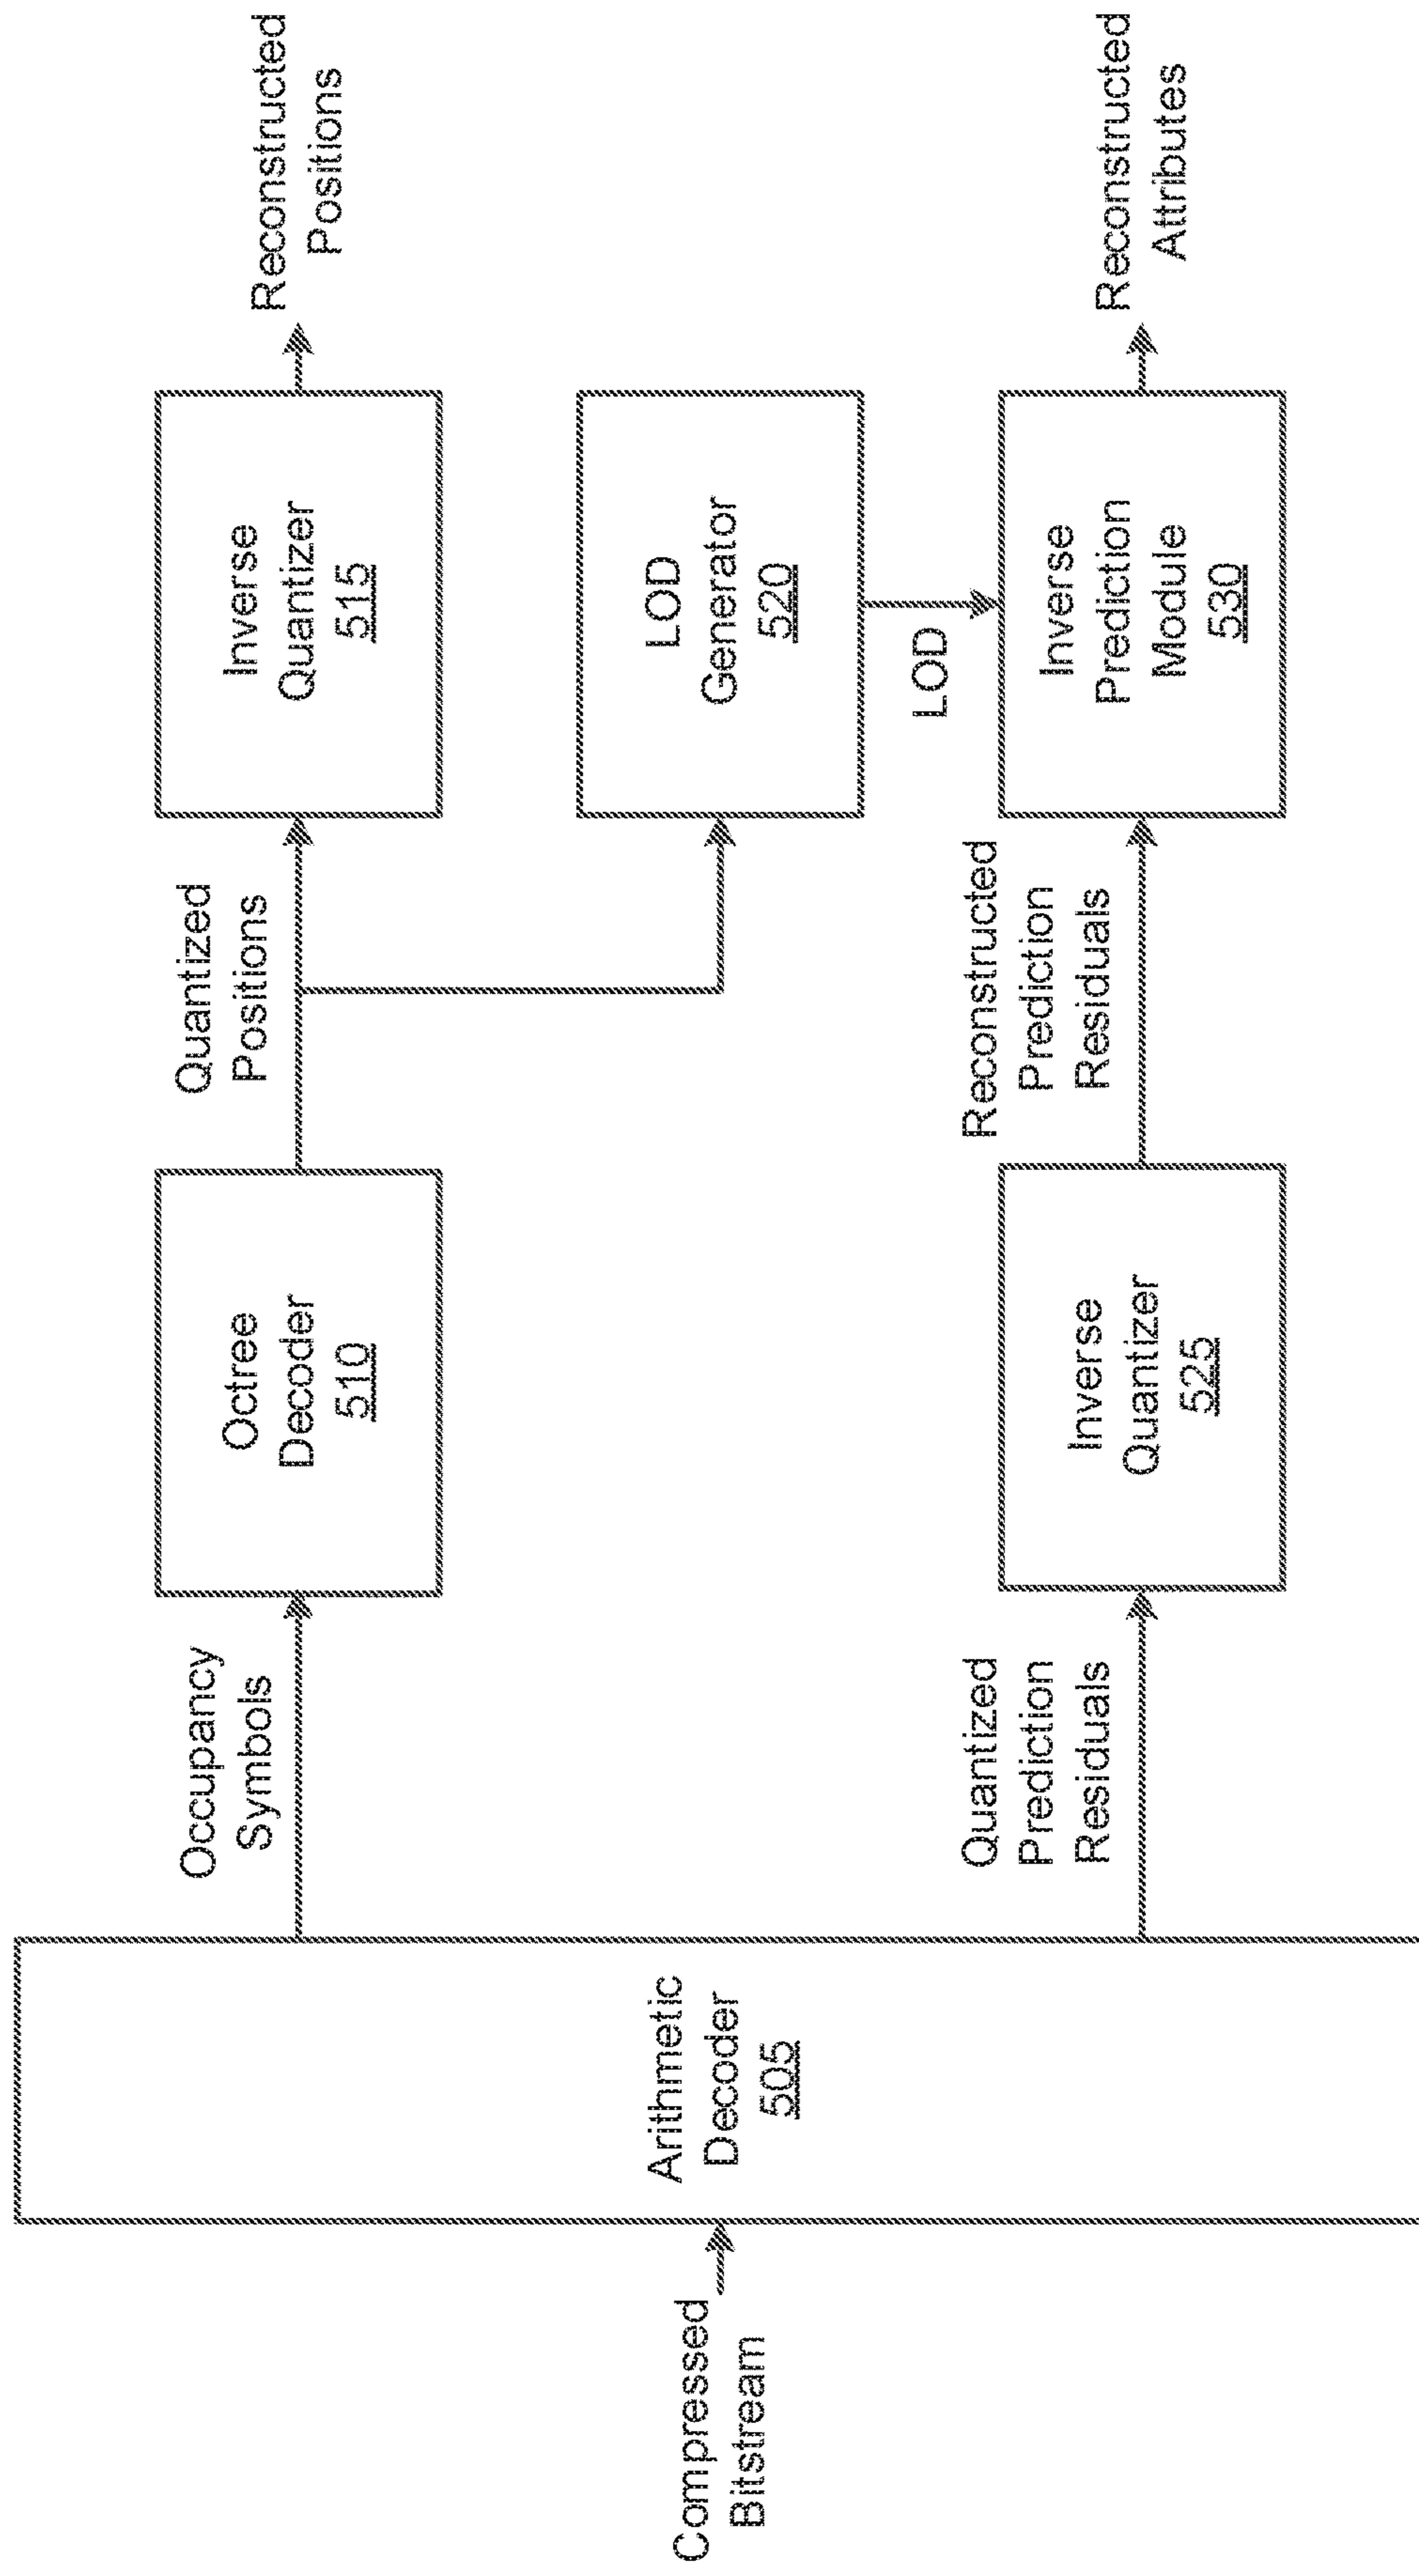 Compressed
Bitstream
Arithmetic
Decoder
505
Occupancy
Symbols
Octree
Decoder
510
Quantized
Positions
Inverse
Quantizer
515
Reconstructed
Positions
LOD
Generator
520
LOD
Quantized
Prediction
Residuals
Inverse
Quantizer
525
Reconstructed
Prediction
Residuals
Inverse
Prediction
Module
530
Reconstructed
Attributes